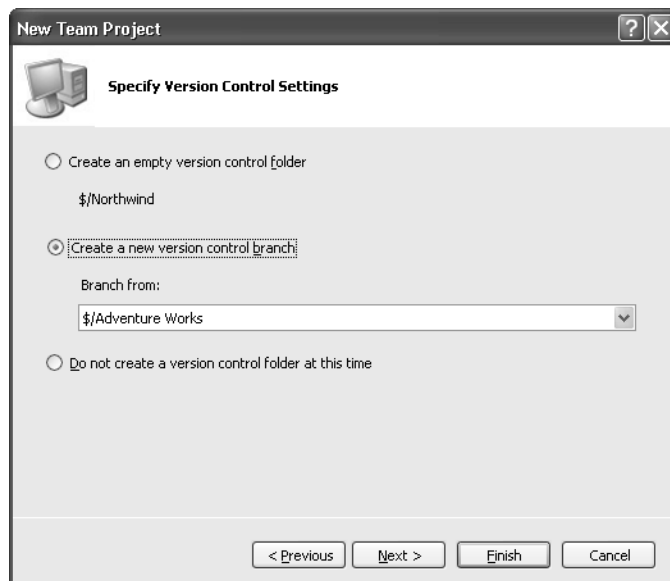 New Team Project
Specify Version Control Settings
Create an empty version control folder
$/Northwind
Create a new version control branch
Branch from:
$/Adventure Works
Do not create a version control folder at this time
< Previous Next > Finish Cancel